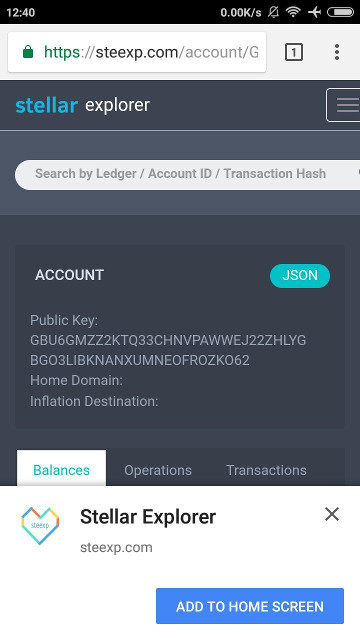 12:40
0.00K/s
https://steexp.com/account/G
1
stellar explorer
Search by Ledger / Account ID / Transaction Hash
ACCOUNT
JSON
Public Key:
GBU6GMZZ2KTQ33CHNVPAWWEJ22ZHLYG
BGO3LIBKNANXUMNEOFROZKO62
Home Domain:
Inflation Destination:
Balances Operations Transactions
steexp
Stellar Explorer
steexp.com
ADD TO HOME SCREEN